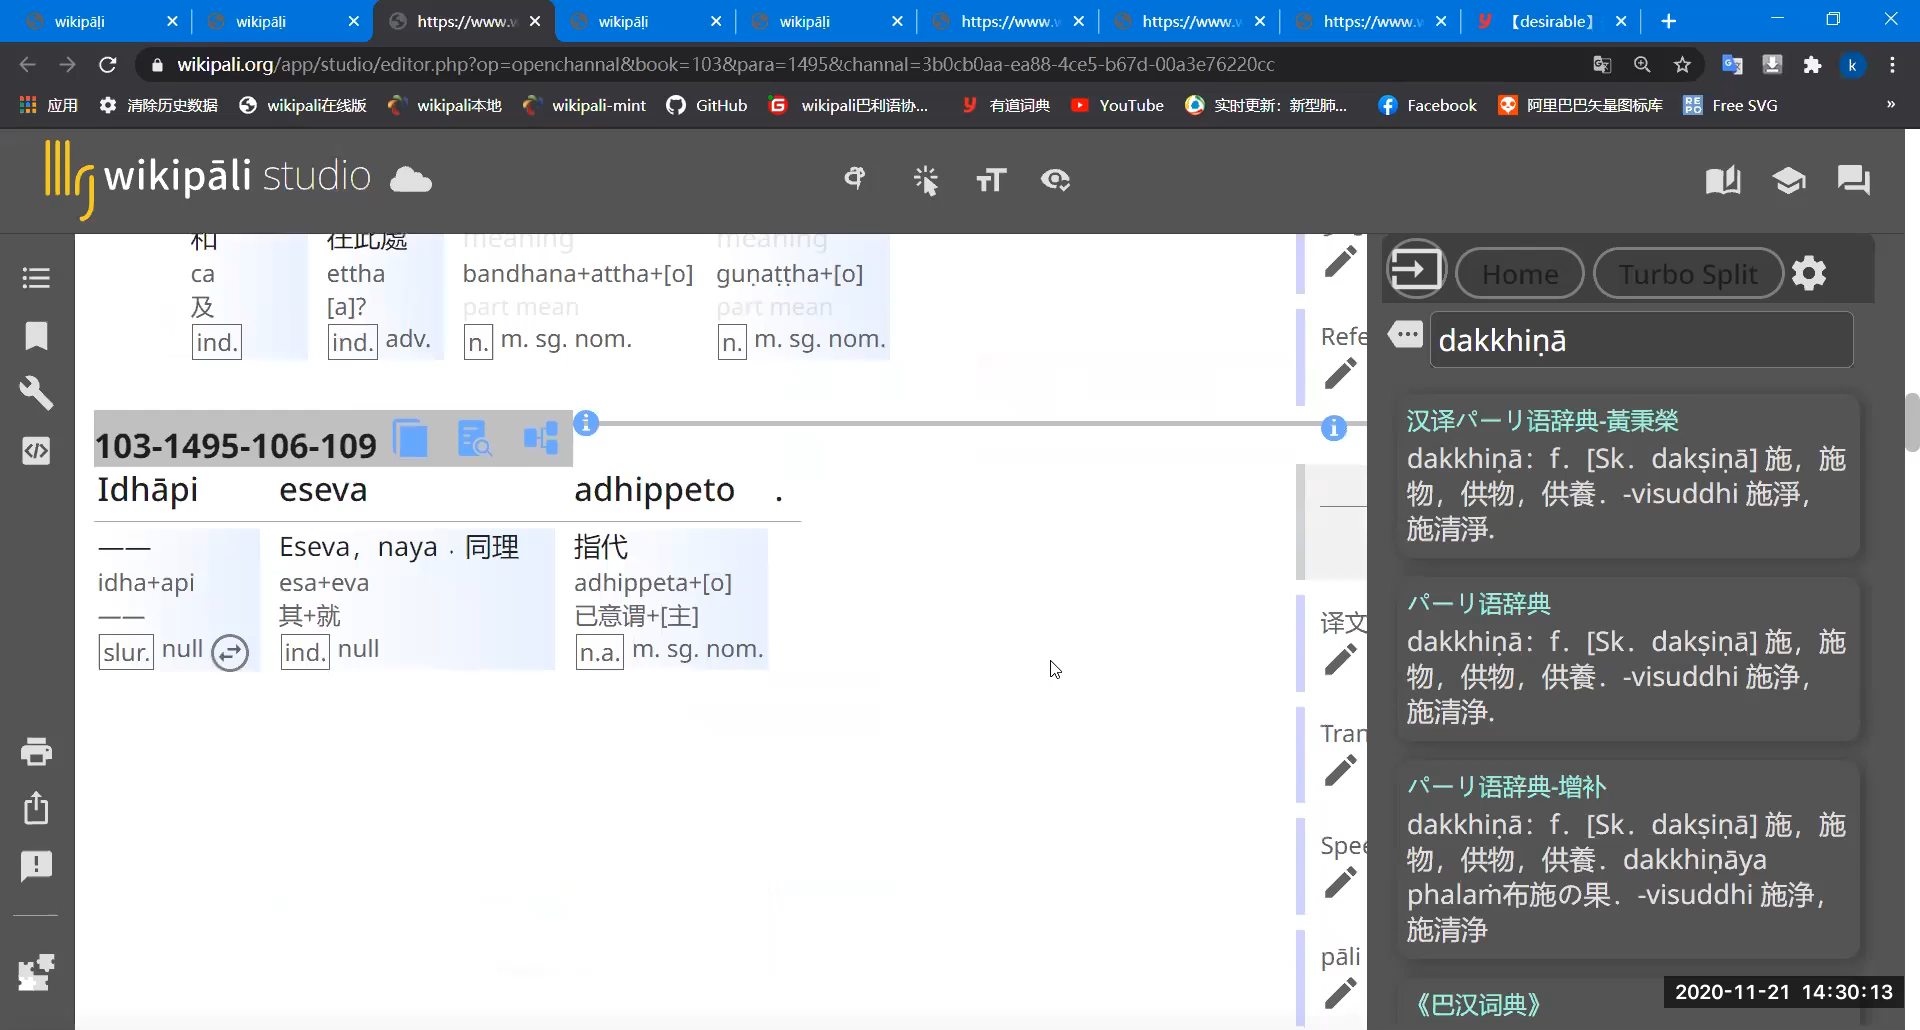 wikipāli
wikipāli
https://www.
wikipāli
wikipāli
https://www.
https://www.
https://www.
【desirable】
wikipali.org/app/studio/editor.php?op=openchannal&book=103&para=1495&channal=3b0cb0aa-ea88-4ce5-b67d-00a3e76220cc
k
应用
清除历史数据
wikipali在线版
wikipali本地
wikipali-mint
GitHub
wikipali巴利语协...
有道词典
YouTube
实时更新：新型肺...
Facebook
阿里巴巴矢量图标库
Free SVG
»
wikipāli studio
和 在此處 meaning meaning
ca ettha bandhana+attha+[o] guṇaṭṭha+[o]
及 [a]? part mean part mean
ind. ind. adv. n. m. sg. nom. n. m. sg. nom.
103-1495-106-109
Idhāpi eseva adhippeto .
—— Eseva，naya．同理 指代
idha+api esa+eva adhippeta+[o]
—— 其+就 已意谓+[主]
slur. null ind. null n.a. m. sg. nom.
Refe
译文
Tran
Spee
pāli
Home
Turbo Split
dakkhiṇā
汉译パーリ语辞典-黃秉榮
dakkhiṇā：f．[Sk．dakṣiṇā] 施，施
物，供物，供養．-visuddhi 施淨，
施清淨.
パーリ语辞典
dakkhiṇā：f．[Sk．dakṣiṇā] 施，施
物，供物，供養．-visuddhi 施浄，
施清浄.
パーリ语辞典-增补
dakkhiṇā：f．[Sk．dakṣiṇā] 施，施
物，供物，供養．dakkhiṇāya
phalaṁ布施の果．-visuddhi 施浄，
施清浄
《巴汉词典》
2020-11-21 14:30:13